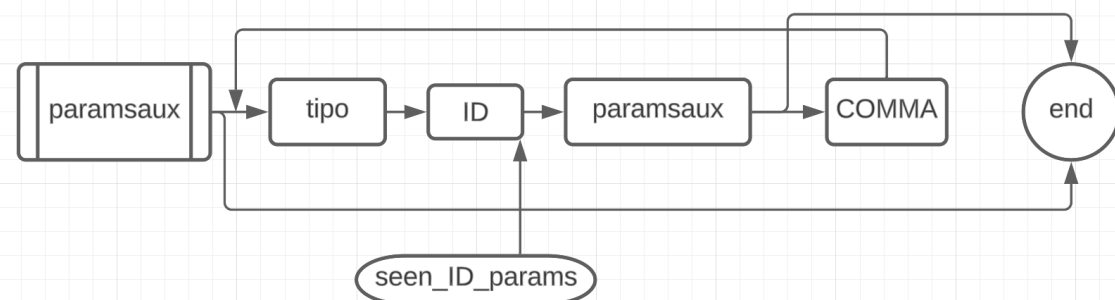 paramsaux
tipo
ID
paramsaux
COMMA
end
seen_ID_params